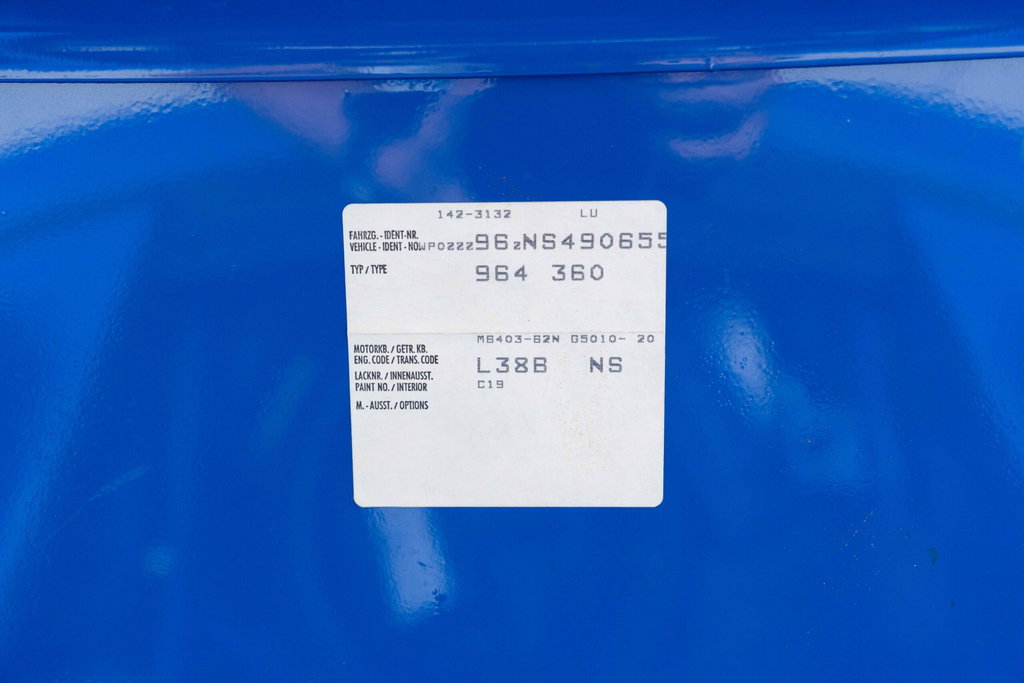 142-3132 LU
FAHRZG. - IDENT-NR.
VEHICLE - IDENT - NO WP0ZZZ96ZNS490655
TYP / TYPE 964 360
M6403-62N G5010- 20
MOTORKB. / GETR. KB.
ENG. CODE / TRANS. CODE
L38B NS
LACKNR. / INNENAUSST.
PAINT NO. / INTERIOR
C19
M. - AUSST. / OPTIONS